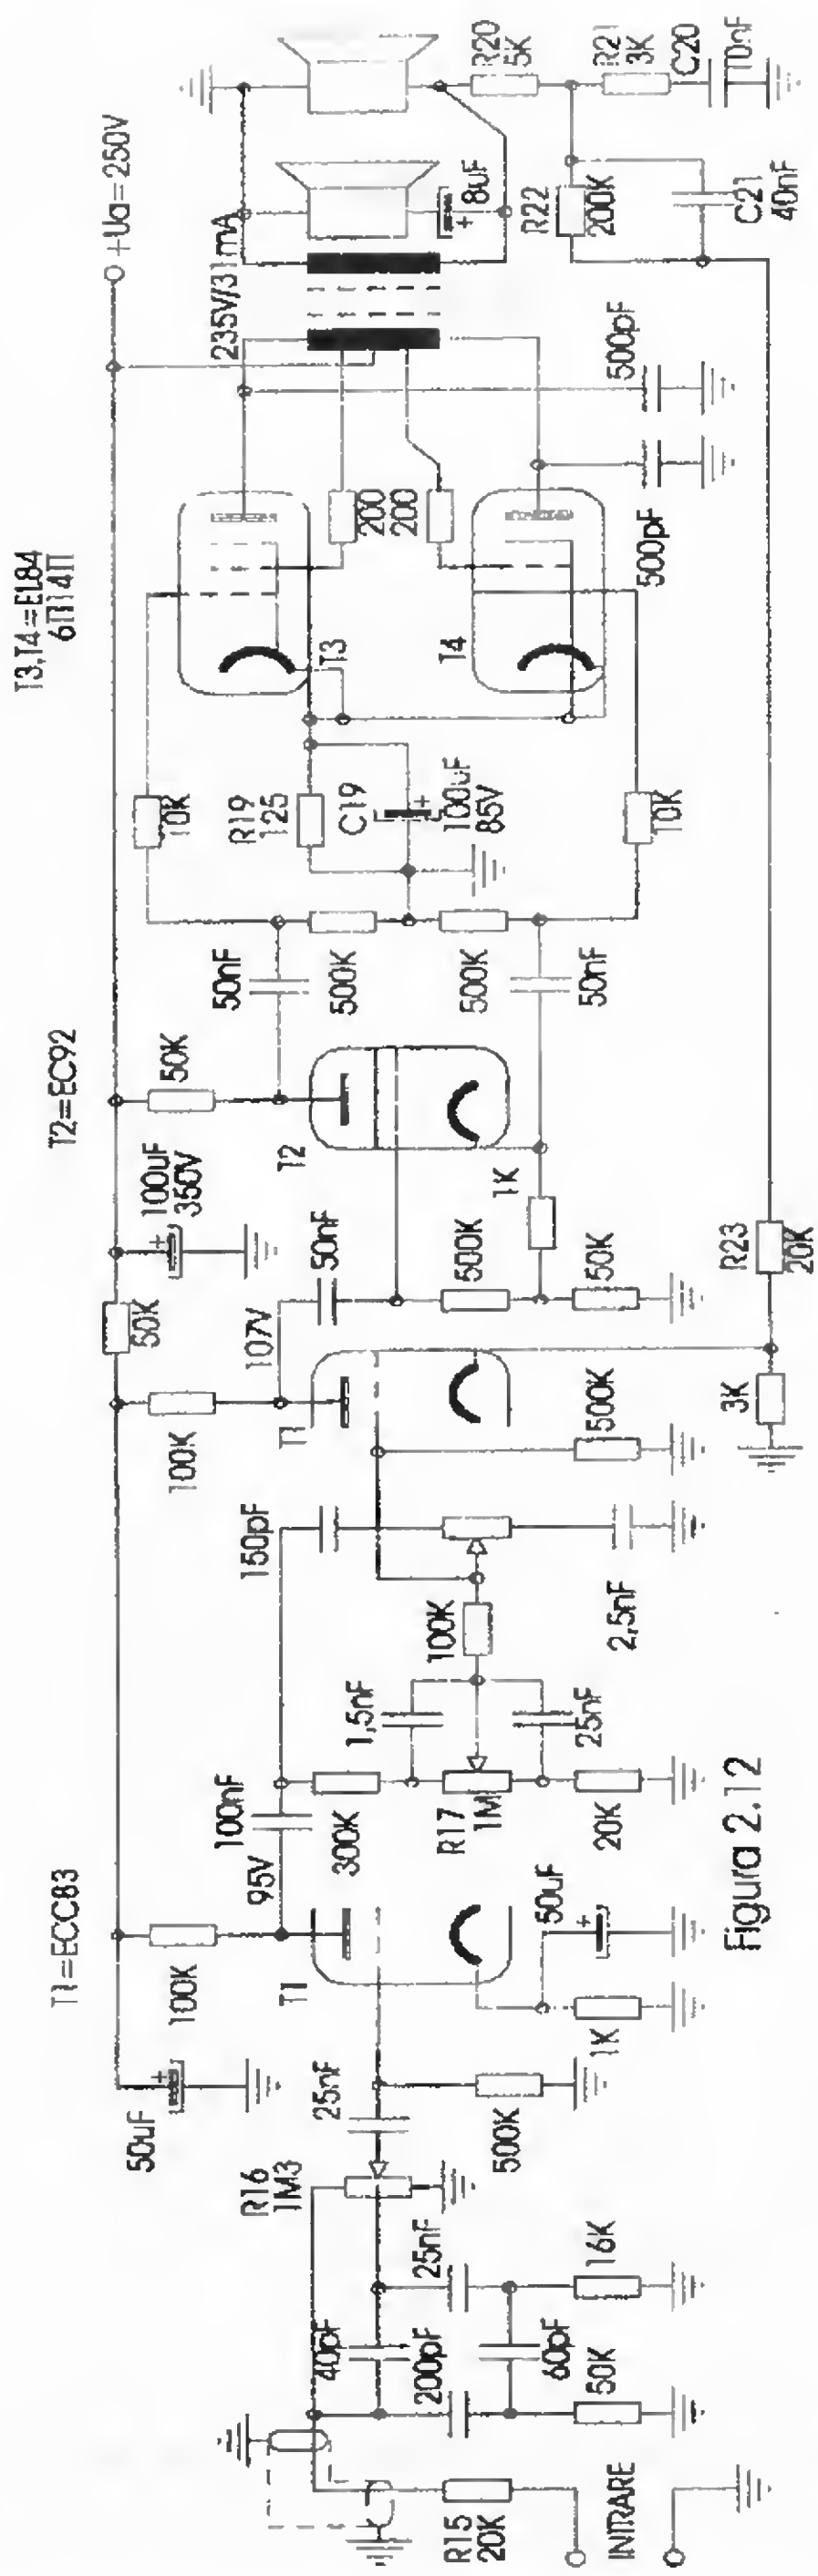 INTRARE
R15
20K
40pF
200pF
60pF
50K
25nF
16K
R16
1M3
50uF
25nF
500K
T1=ECC83
100K
T1
95V
1K
50uF
100nF
300K
R17
1M
20K
1,5nF
25nF
100K
150pF
2,5nF
Figura 2.12
100K
T1
107V
500K
3K
50K
50nF
500K
50K
R23
20K
100uF
350V
1K
T2=EC92
50K
T2
50nF
500K
500K
50nF
10K
R19
125
C19
100uF
85V
10K
T3,T4=EL84
6П14П
T3
T4
200
200
500pF
500pF
235V/31mA
+Ua=250V
8uF
R22
200K
C21
40nF
R20
5K
R21
3K
C20
10nF